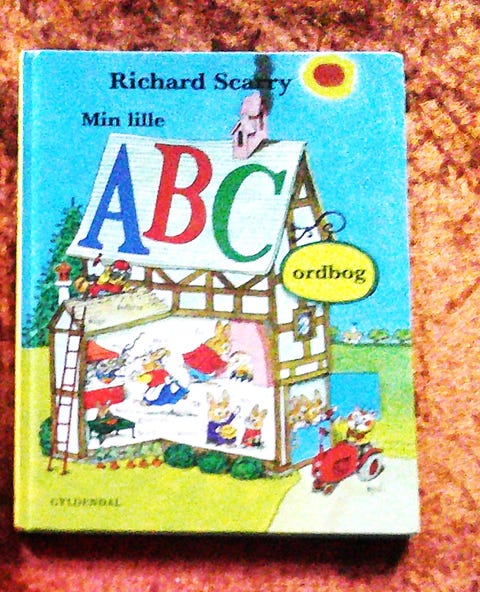 Richard Scarry
Min lille
ABC
ordbog
GYLDENDAL